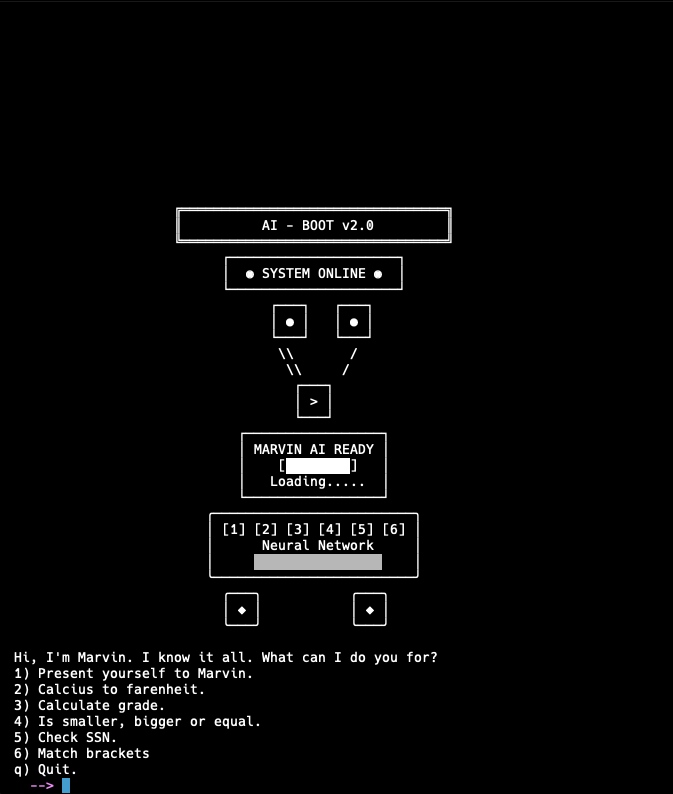 AI - BOOT v2.0
● SYSTEM ONLINE ●
● ●
\\ /
\\ /
>
MARVIN AI READY
[████████]
Loading.....
[1] [2] [3] [4] [5] [6]
Neural Network
◆ ◆
Hi, I'm Marvin. I know it all. What can I do you for?
1) Present yourself to Marvin.
2) Calcius to farenheit.
3) Calculate grade.
4) Is smaller, bigger or equal.
5) Check SSN.
6) Match brackets
q) Quit.
-->